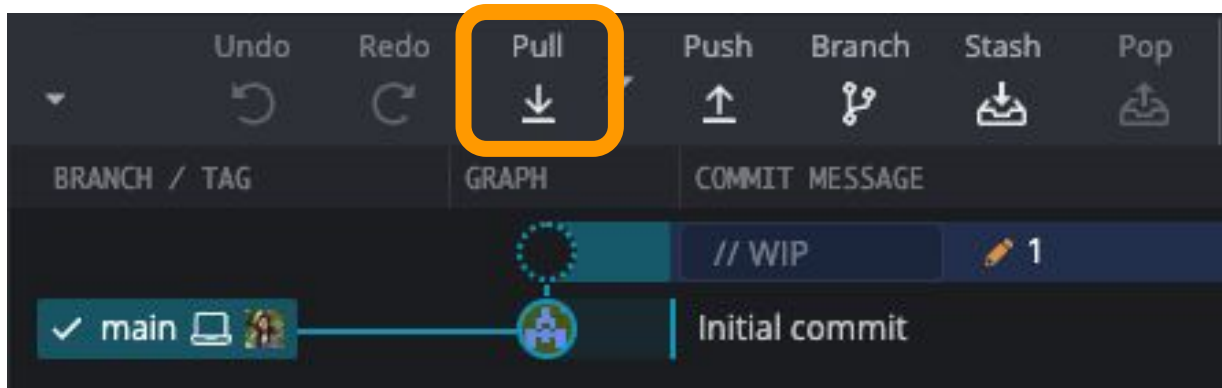 Undo Redo Pull Push Branch Stash Pop
BRANCH / TAG GRAPH COMMIT MESSAGE
// WIP 1
main Initial commit